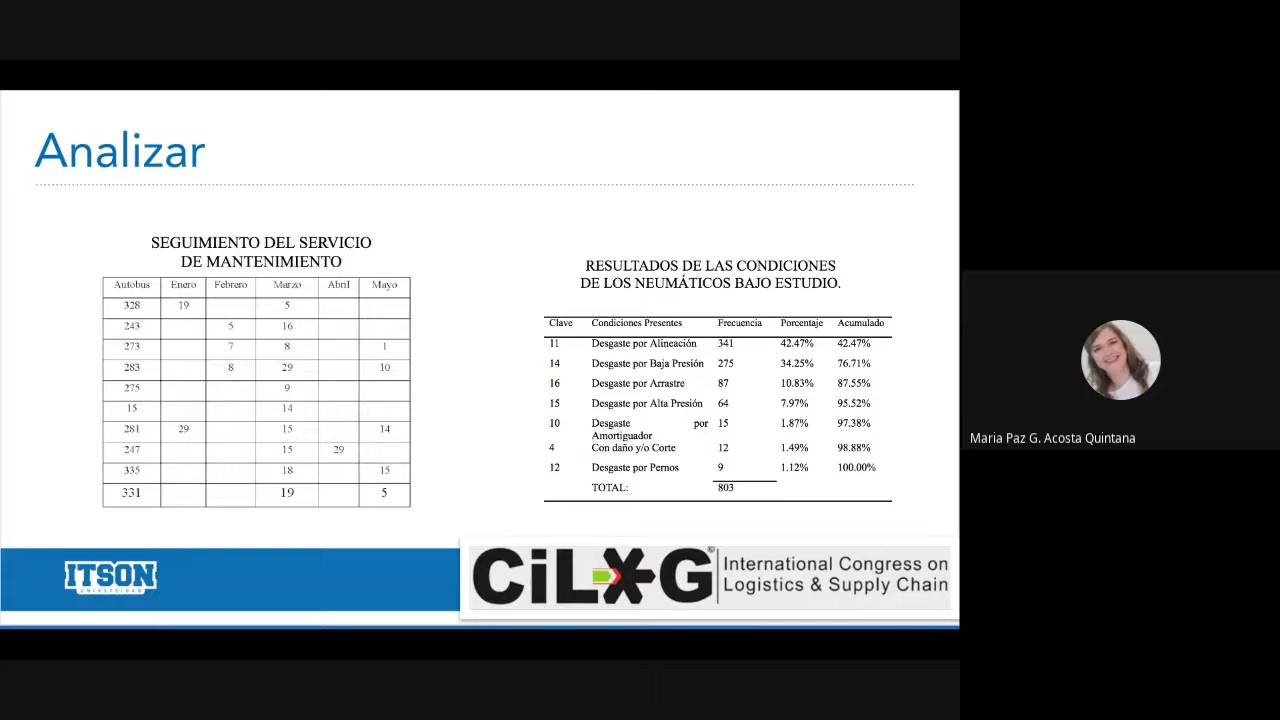 Analizar
SEGUIMIENTO DEL SERVICIO
DE MANTENIMIENTO
Autobus Enero Febrero Marzo Abril Mayo
328 19 5
243 5 16
273 7 8 1
283 8 29 10
275 9
15 14
281 29 15 14
247 15 29
335 18 15
331 19 5
RESULTADOS DE LAS CONDICIONES
DE LOS NEUMÁTICOS BAJO ESTUDIO.
Clave Condiciones Presentes Frecuencia Porcentaje Acumulado
11 Desgaste por Alineación 341 42.47% 42.47%
14 Desgaste por Baja Presión 275 34.25% 76.71%
16 Desgaste por Arrastre 87 10.83% 87.55%
15 Desgaste por Alta Presión 64 7.97% 95.52%
10 Desgaste por 15 1.87% 97.38%
Amortiguador
4 Con daño y/o Corte 12 1.49% 98.88%
12 Desgaste por Pernos 9 1.12% 100.00%
TOTAL: 803
ITSON
UNIVERSIDAD
CiLOG©
International Congress on
Logistics & Supply Chain
Maria Paz G. Acosta Quintana